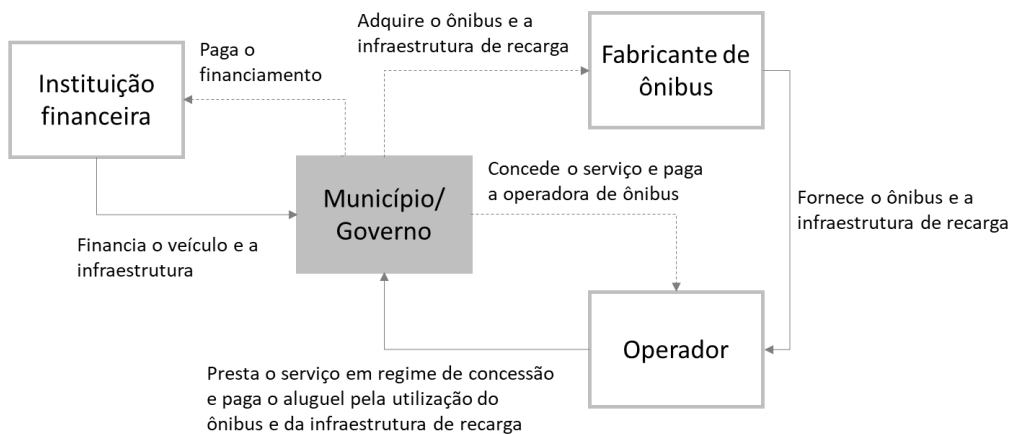 Adquire o ônibus e a
infraestrutura de recarga
Paga o
financiamento
Instituição
financeira
Fabricante de
ônibus
Concede o serviço e paga
a operadora de ônibus
Município/
Governo
Fornece o ônibus e a
infraestrutura de recarga
Financia o veículo e a
infraestrutura
Operador
Presta o serviço em regime de concessão
e paga o aluguel pela utilização do
ônibus e da infraestrutura de recarga